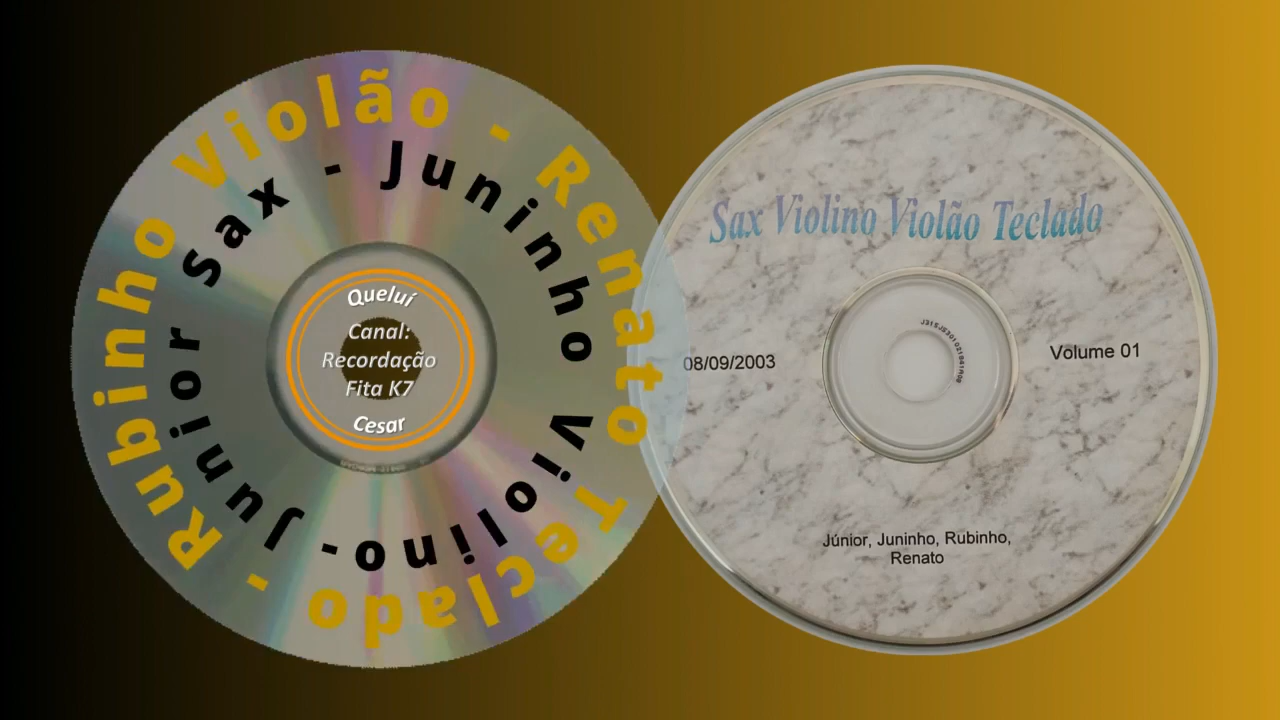 Rubinho Violão - Renato Teclado -
Junior Sax - Juninho Violino-
Queluí
Canal:
Recordação
Fita K7
Cesar
Sax Violino Violão Teclado
08/09/2003
Volume 01
Júnior, Juninho, Rubinho,
Renato